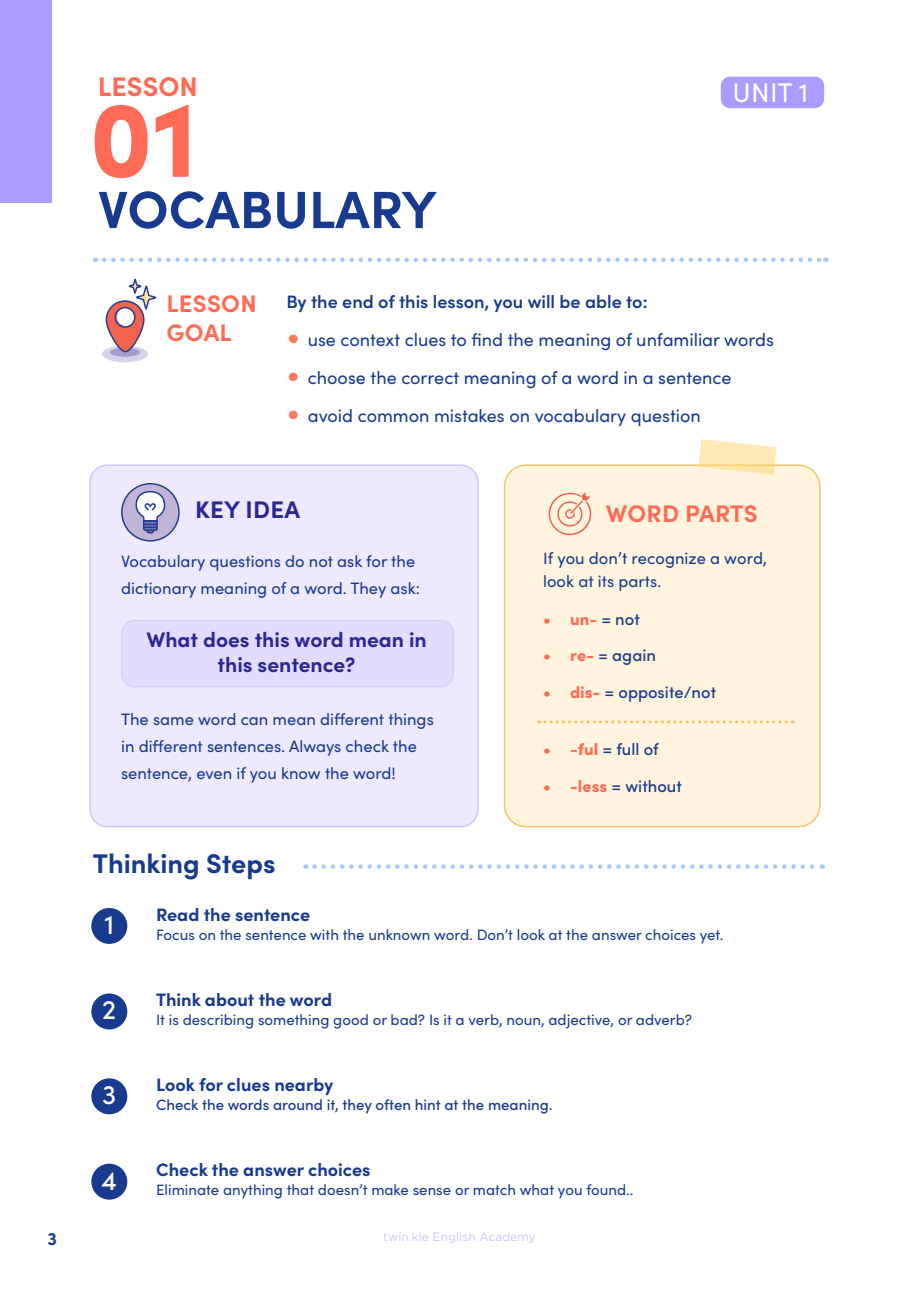 LESSON
01
VOCABULARY
UNIT 1
LESSON
GOAL
By the end of this lesson, you will be able to:
• use context clues to find the meaning of unfamiliar words
• choose the correct meaning of a word in a sentence
• avoid common mistakes on vocabulary question
KEY IDEA
Vocabulary questions do not ask for the
dictionary meaning of a word. They ask:
What does this word mean in
this sentence?
The same word can mean different things
in different sentences. Always check the
sentence, even if you know the word!
WORD PARTS
If you don't recognize a word,
look at its parts.
• un- = not
• re- = again
• dis- = opposite/not
• -ful = full of
• -less = without
Thinking Steps
1
Read the sentence
Focus on the sentence with the unknown word. Don't look at the answer choices yet.
2
Think about the word
It is describing something good or bad? Is it a verb, noun, adjective, or adverb?
3
Look for clues nearby
Check the words around it, they often hint at the meaning.
4
Check the answer choices
Eliminate anything that doesn't make sense or match what you found..
3
twin.kle English Academy